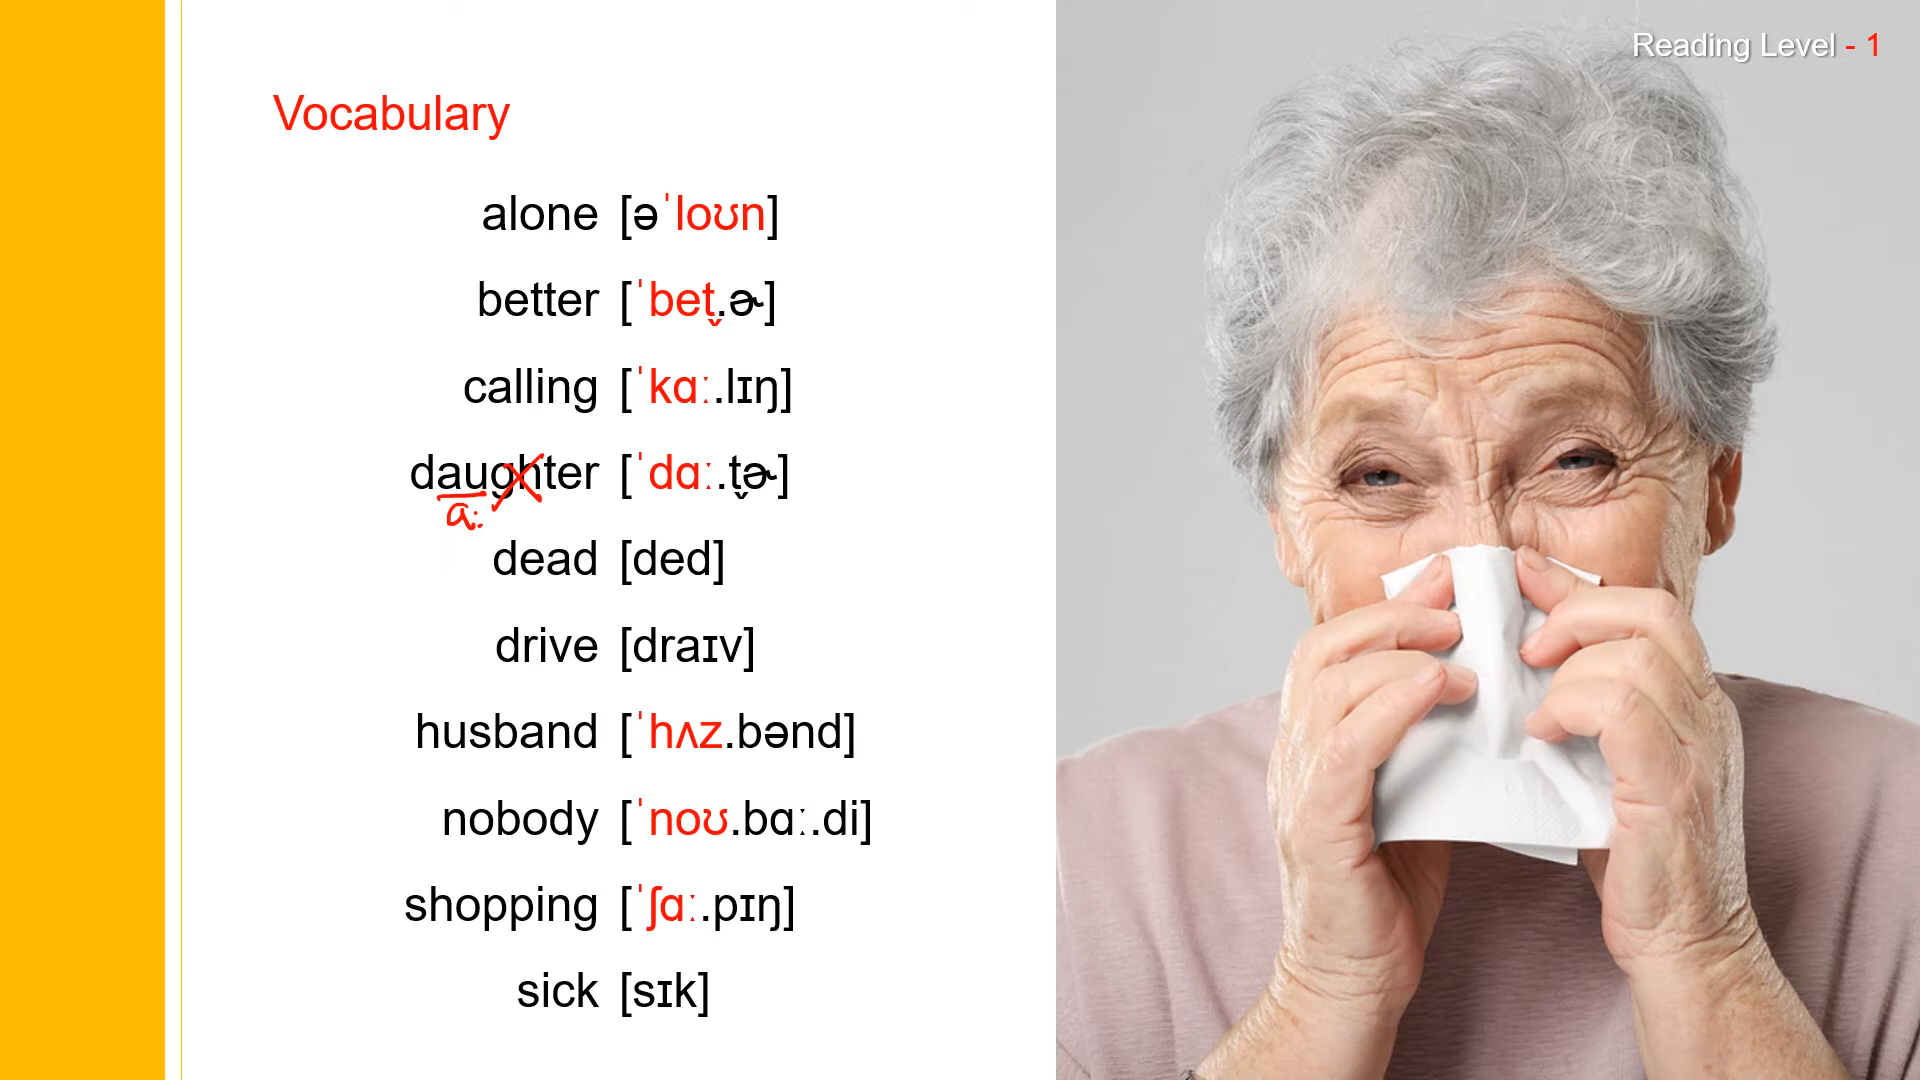 Reading Level - 1
Vocabulary
alone [əˈloʊn]
better [ˈbet̬.ɚ]
calling [ˈkɑː.lɪŋ]
daughter [ˈdɑː.t̬ɚ]
a:
dead [ded]
drive [draɪv]
husband [ˈhʌz.bənd]
nobody [ˈnoʊ.bɑː.di]
shopping [ˈʃɑː.pɪŋ]
sick [sɪk]